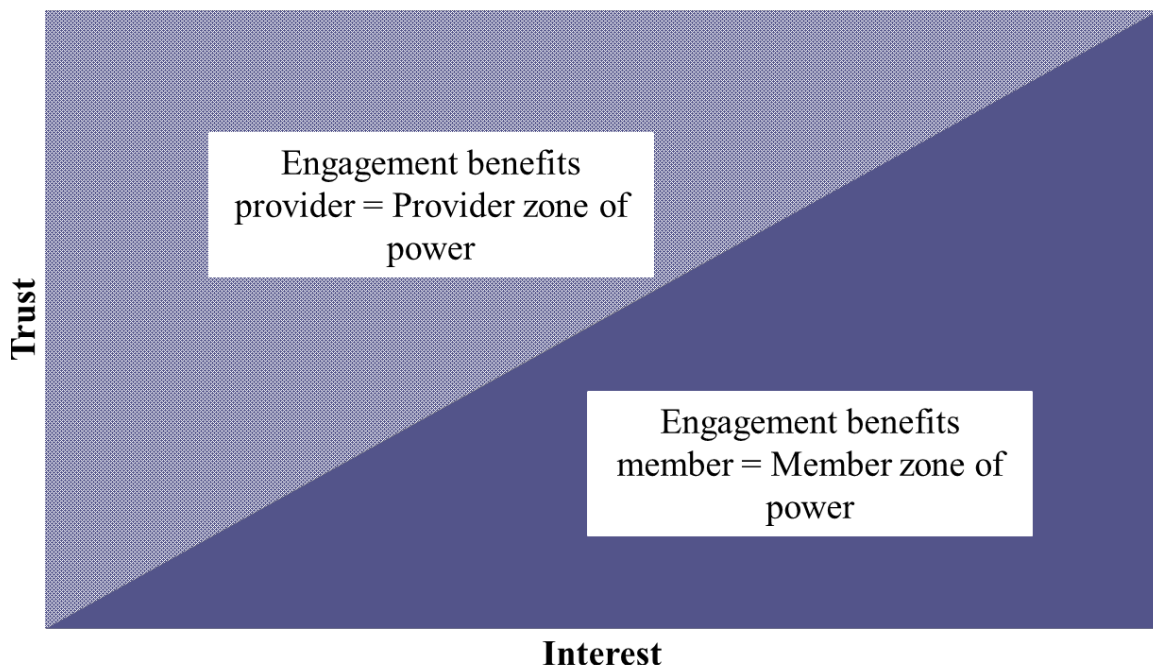 Engagement benefits
provider = Provider zone of
power
Trust
Engagement benefits
member = Member zone of
power
Interest